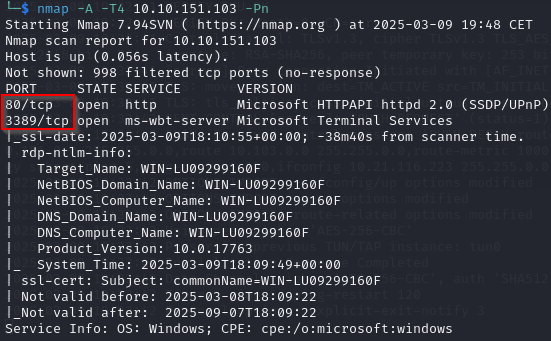 └─$ nmap -A -T4 10.10.151.103 -Pn
Starting Nmap 7.94SVN ( https://nmap.org ) at 2025-03-09 19:48 CET
Nmap scan report for 10.10.151.103
Host is up (0.056s latency).
Not shown: 998 filtered tcp ports (no-response)
PORT     STATE SERVICE       VERSION
80/tcp   open  http          Microsoft HTTPAPI httpd 2.0 (SSDP/UPnP)
3389/tcp open  ms-wbt-server Microsoft Terminal Services
|_ssl-date: 2025-03-09T18:10:55+00:00; -38m40s from scanner time.
| rdp-ntlm-info:
|   Target_Name: WIN-LU09299160F
|   NetBIOS_Domain_Name: WIN-LU09299160F
|   NetBIOS_Computer_Name: WIN-LU09299160F
|   DNS_Domain_Name: WIN-LU09299160F
|   DNS_Computer_Name: WIN-LU09299160F
|   Product_Version: 10.0.17763
|_  System_Time: 2025-03-09T18:09:49+00:00
| ssl-cert: Subject: commonName=WIN-LU09299160F
| Not valid before: 2025-03-08T18:09:22
|_Not valid after:  2025-09-07T18:09:22
Service Info: OS: Windows; CPE: cpe:/o:microsoft:windows